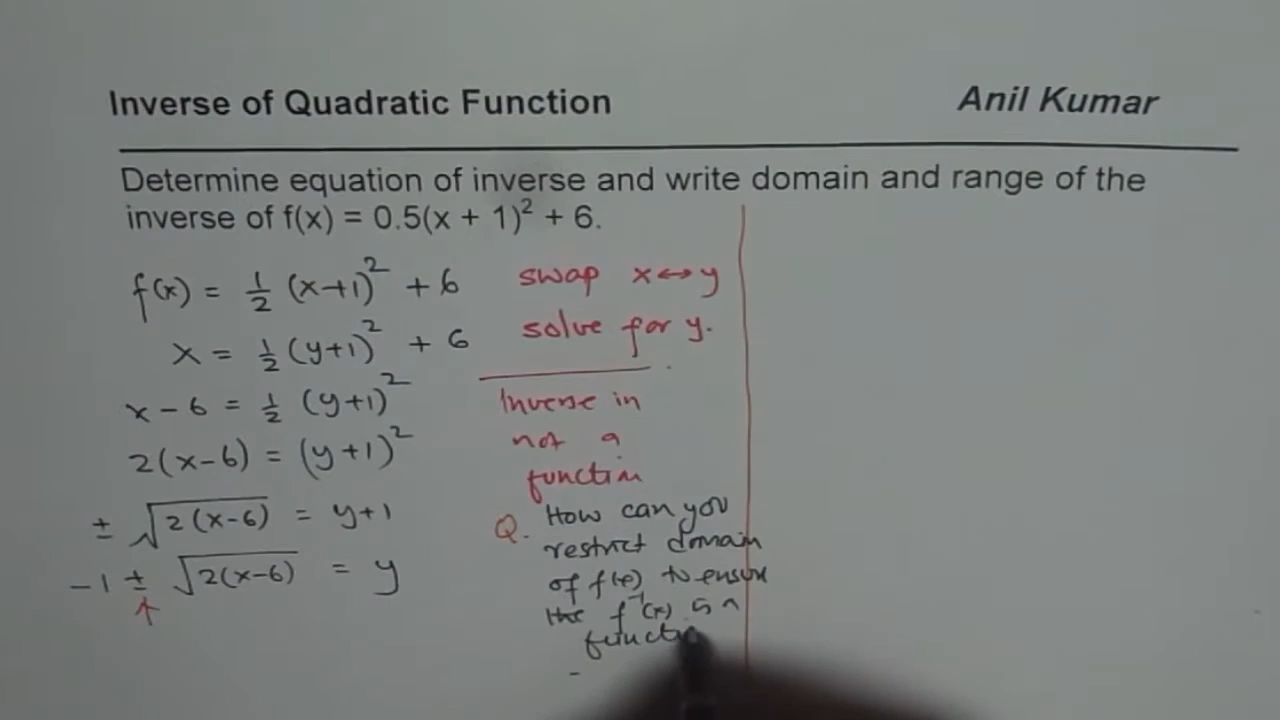 Inverse of Quadratic Function Anil Kumar
Determine equation of inverse and write domain and range of the
inverse of f(x) = 0.5(x + 1)² + 6.
f(x) = 1/2 (x+1)² + 6
x = 1/2 (y+1)² + 6
x - 6 = 1/2 (y+1)²
2(x-6) = (y+1)²
± √2(x-6) = y+1
-1 ± √2(x-6) = y
↑
swap x↔y
solve for y.
Inverse in
not a
function
Q. How can you
restrict domain
of f(x) to ensure
the f⁻¹(x) is a
functi